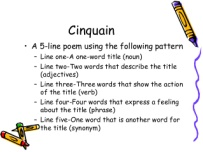 Cinquain
• A 5-line poem using the following pattern
– Line one-A one-word title (noun)
– Line two-Two words that describe the title
(adjectives)
– Line three-Three words that show the action
of the title (verb)
– Line four-Four words that express a feeling
about the title (phrase)
– Line five-One word that is another word for
the title (synonym)